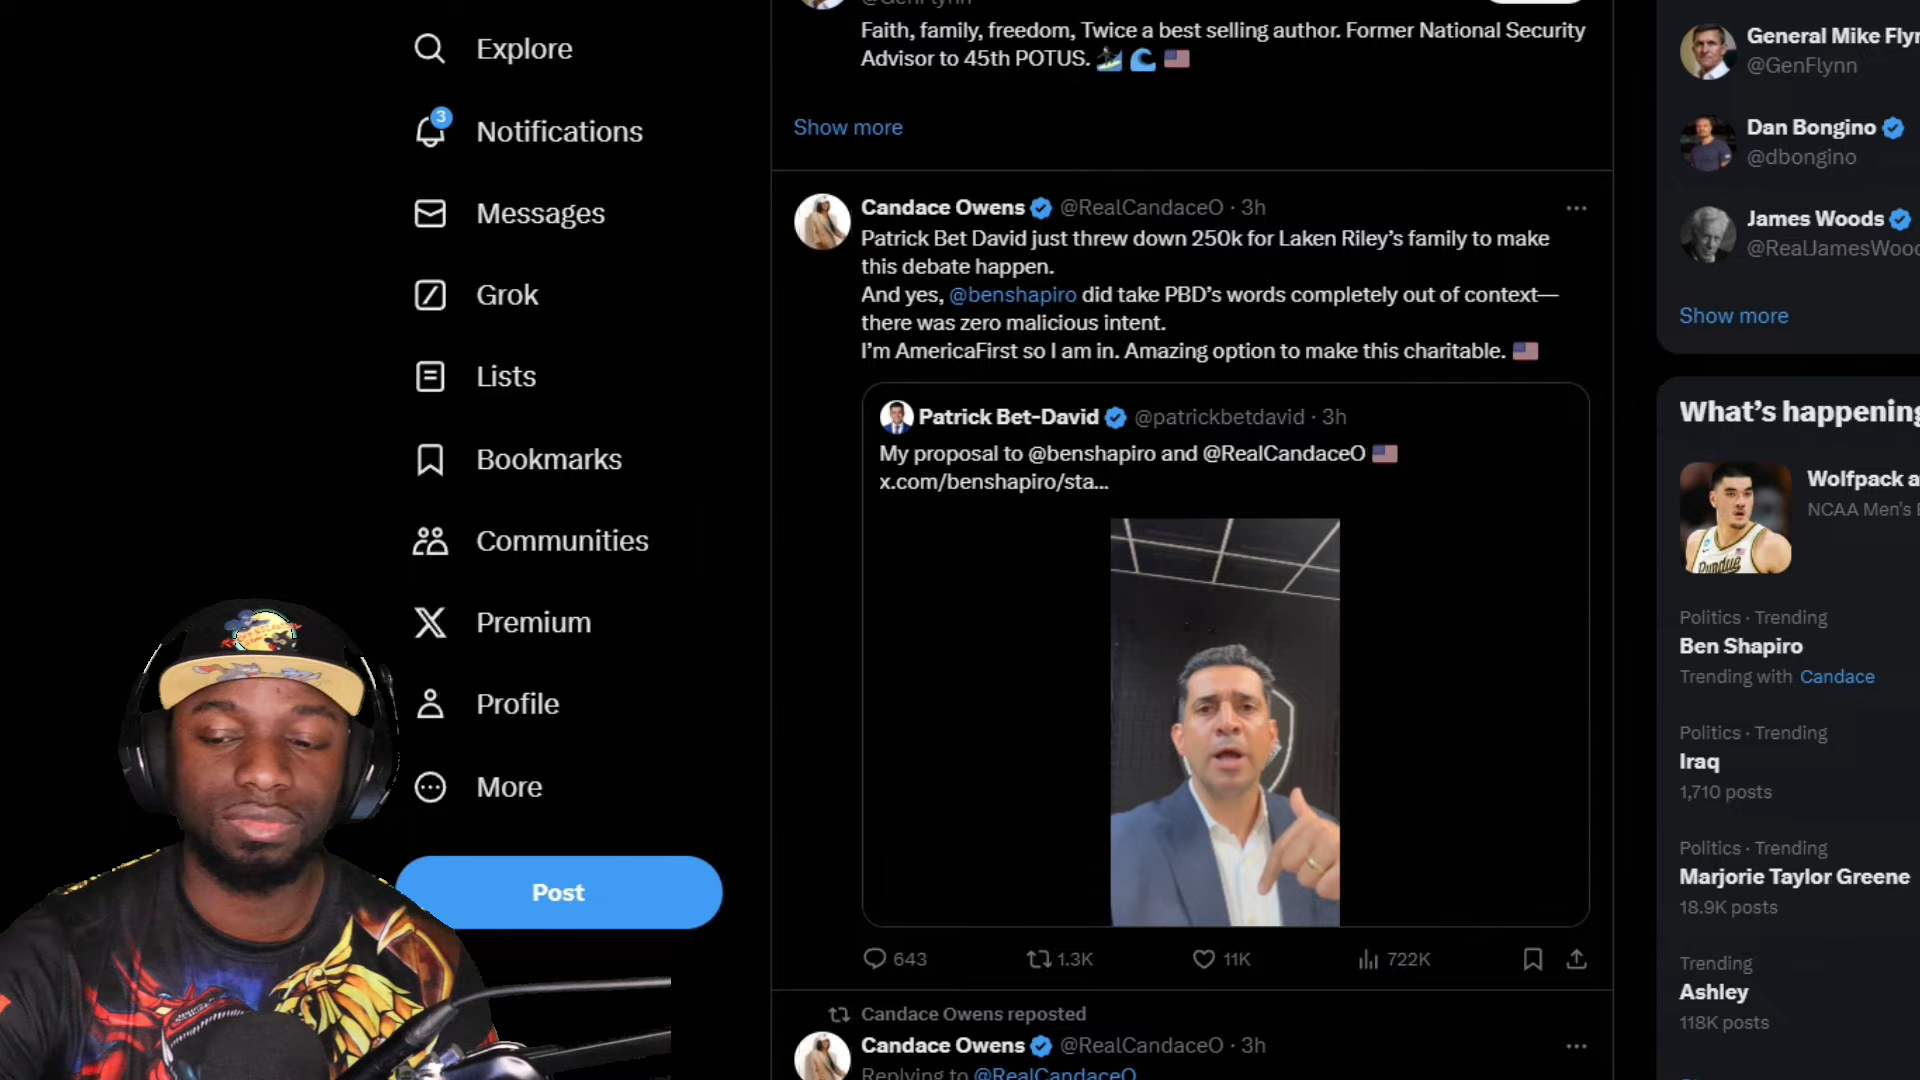 Explore
Notifications
3
Messages
Grok
Lists
Bookmarks
Communities
Premium
Profile
More
Post
@GenFlynn
Faith, family, freedom, Twice a best selling author. Former National Security
Advisor to 45th POTUS. 🏄 🌊 🇺🇸
Show more
Candace Owens @RealCandaceO · 3h
Patrick Bet David just threw down 250k for Laken Riley’s family to make
this debate happen.
And yes, @benshapiro did take PBD’s words completely out of context—
there was zero malicious intent.
I’m AmericaFirst so I am in. Amazing option to make this charitable. 🇺🇸
Patrick Bet-David @patrickbetdavid · 3h
My proposal to @benshapiro and @RealCandaceO 🇺🇸
x.com/benshapiro/sta...
643
1.3K
11K
722K
Candace Owens reposted
Candace Owens @RealCandaceO · 3h
Replying to @RealCandaceO
General Mike Flyn
@GenFlynn
Dan Bongino
@dbongino
James Woods
@RealJamesWooc
Show more
What’s happening
Wolfpack a
NCAA Men’s B
Purdue
Politics · Trending
Ben Shapiro
Trending with Candace
Politics · Trending
Iraq
1,710 posts
Politics · Trending
Marjorie Taylor Greene
18.9K posts
Trending
Ashley
118K posts